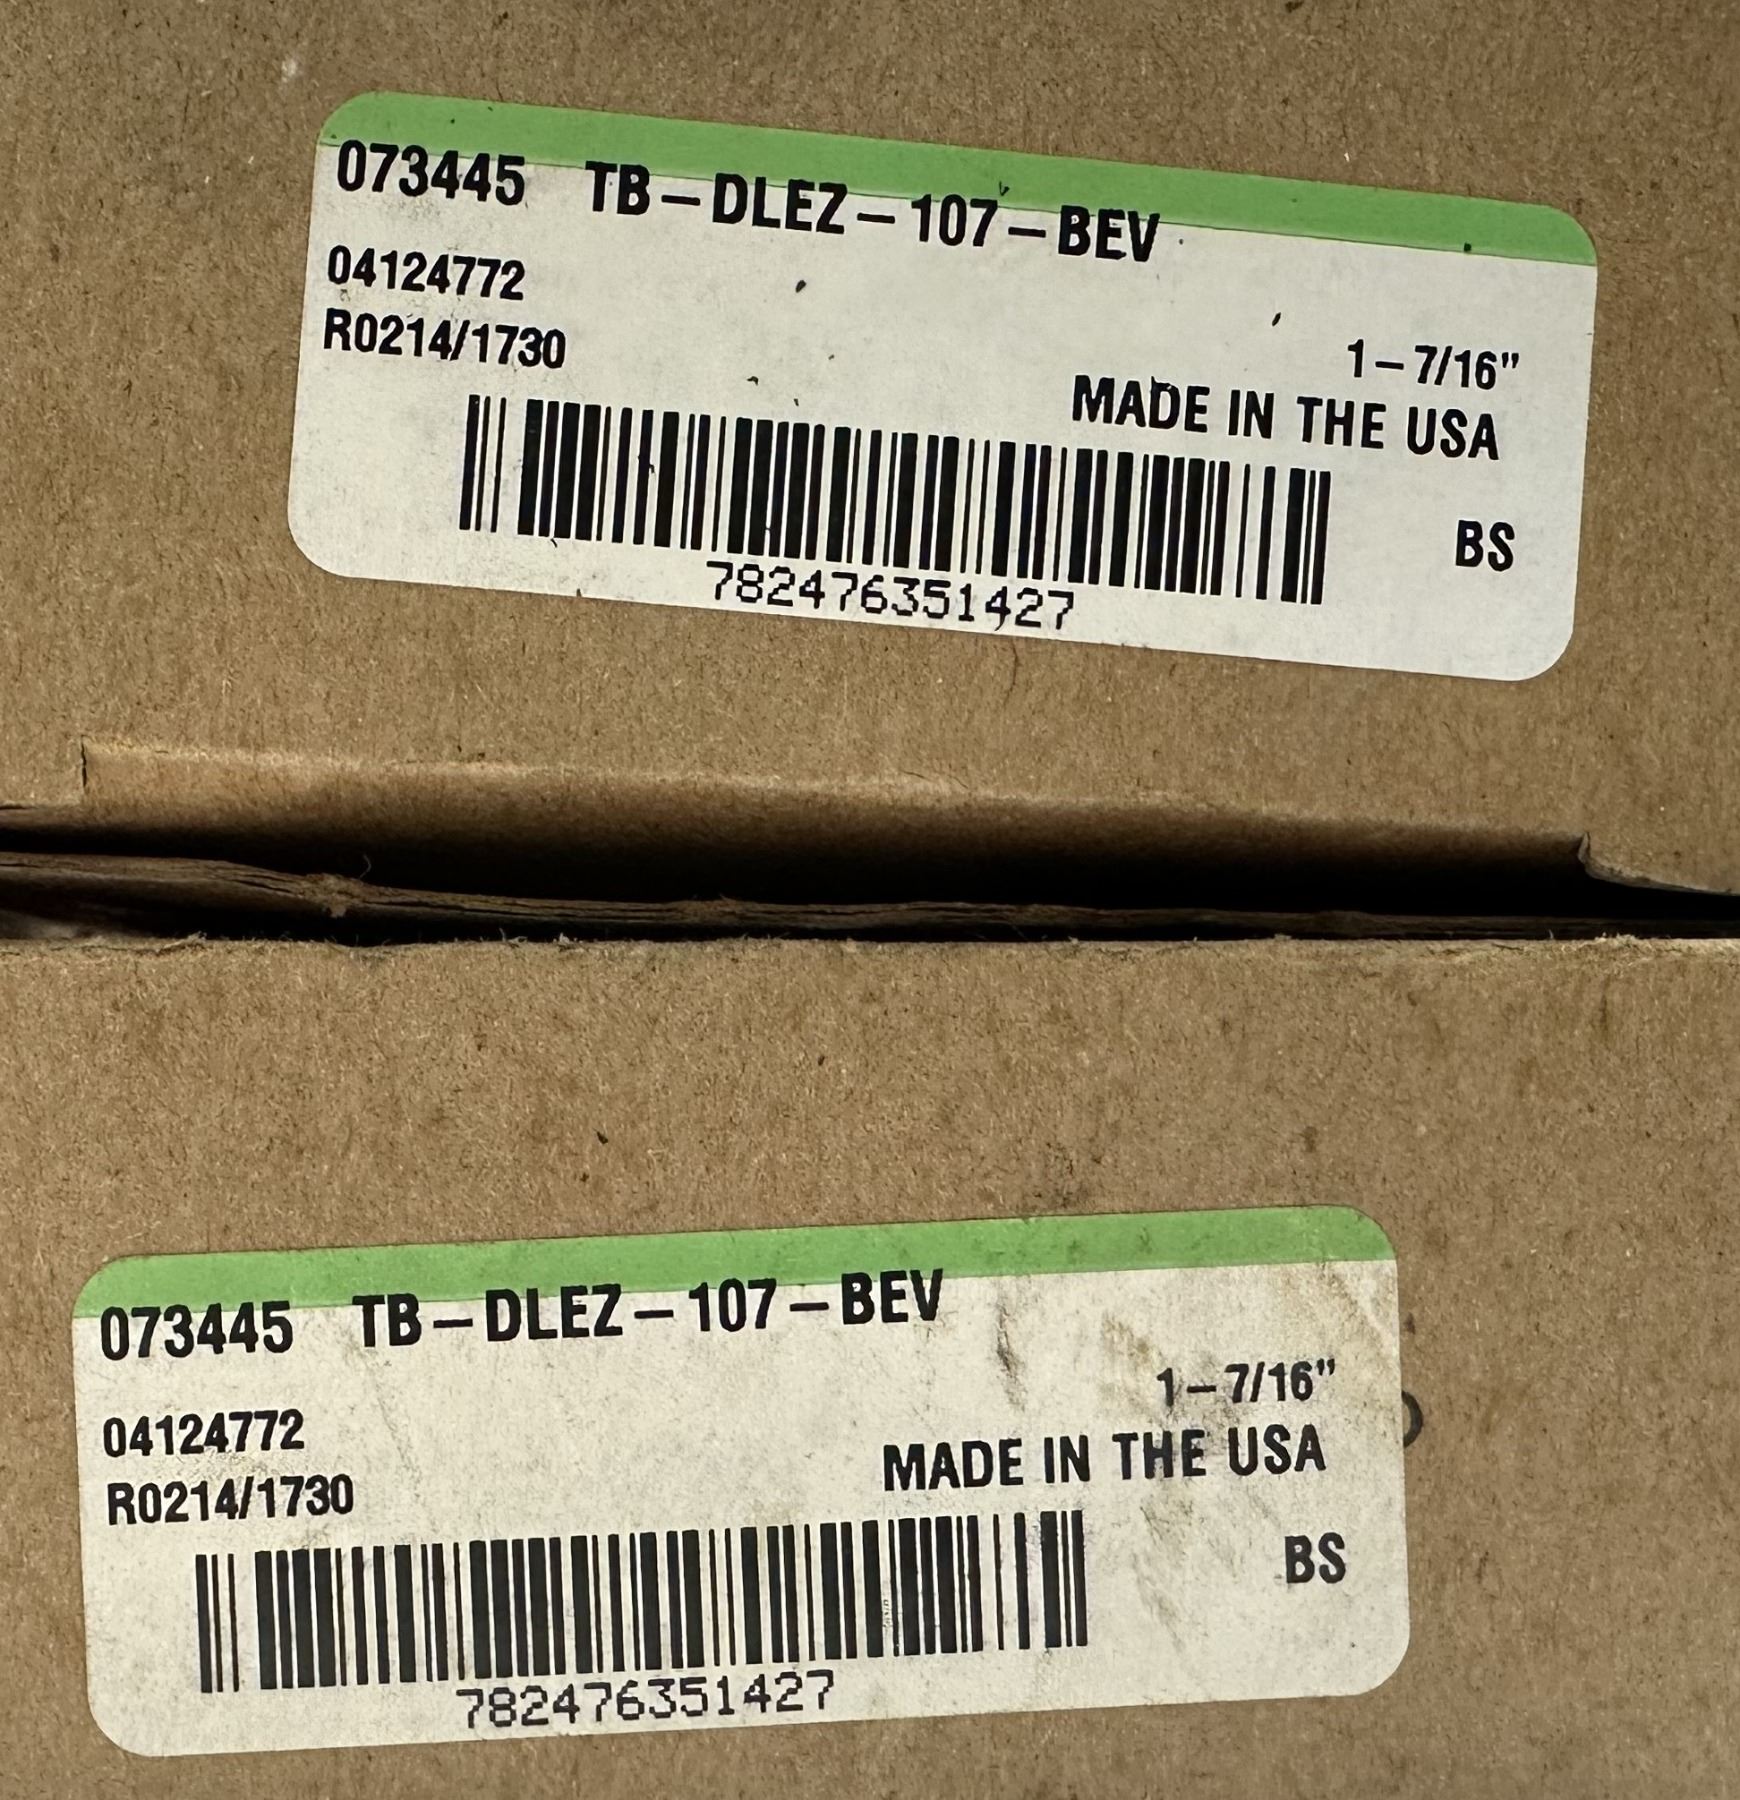 073445 TB-DLEZ-107-BEV
04124772
R0214/1730
1-7/16"
MADE IN THE USA
BS
782476351427
073445 TB-DLEZ-107-BEV
04124772
R0214/1730
1-7/16"
MADE IN THE USA
BS
782476351427